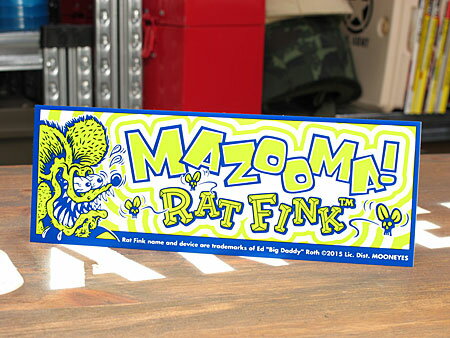 MAZOOMA!
RAT FINK™
Rat Fink name and device are trademarks of Ed "Big Daddy" Roth ©2015 Lic. Dist. MOONEYES
ARMY